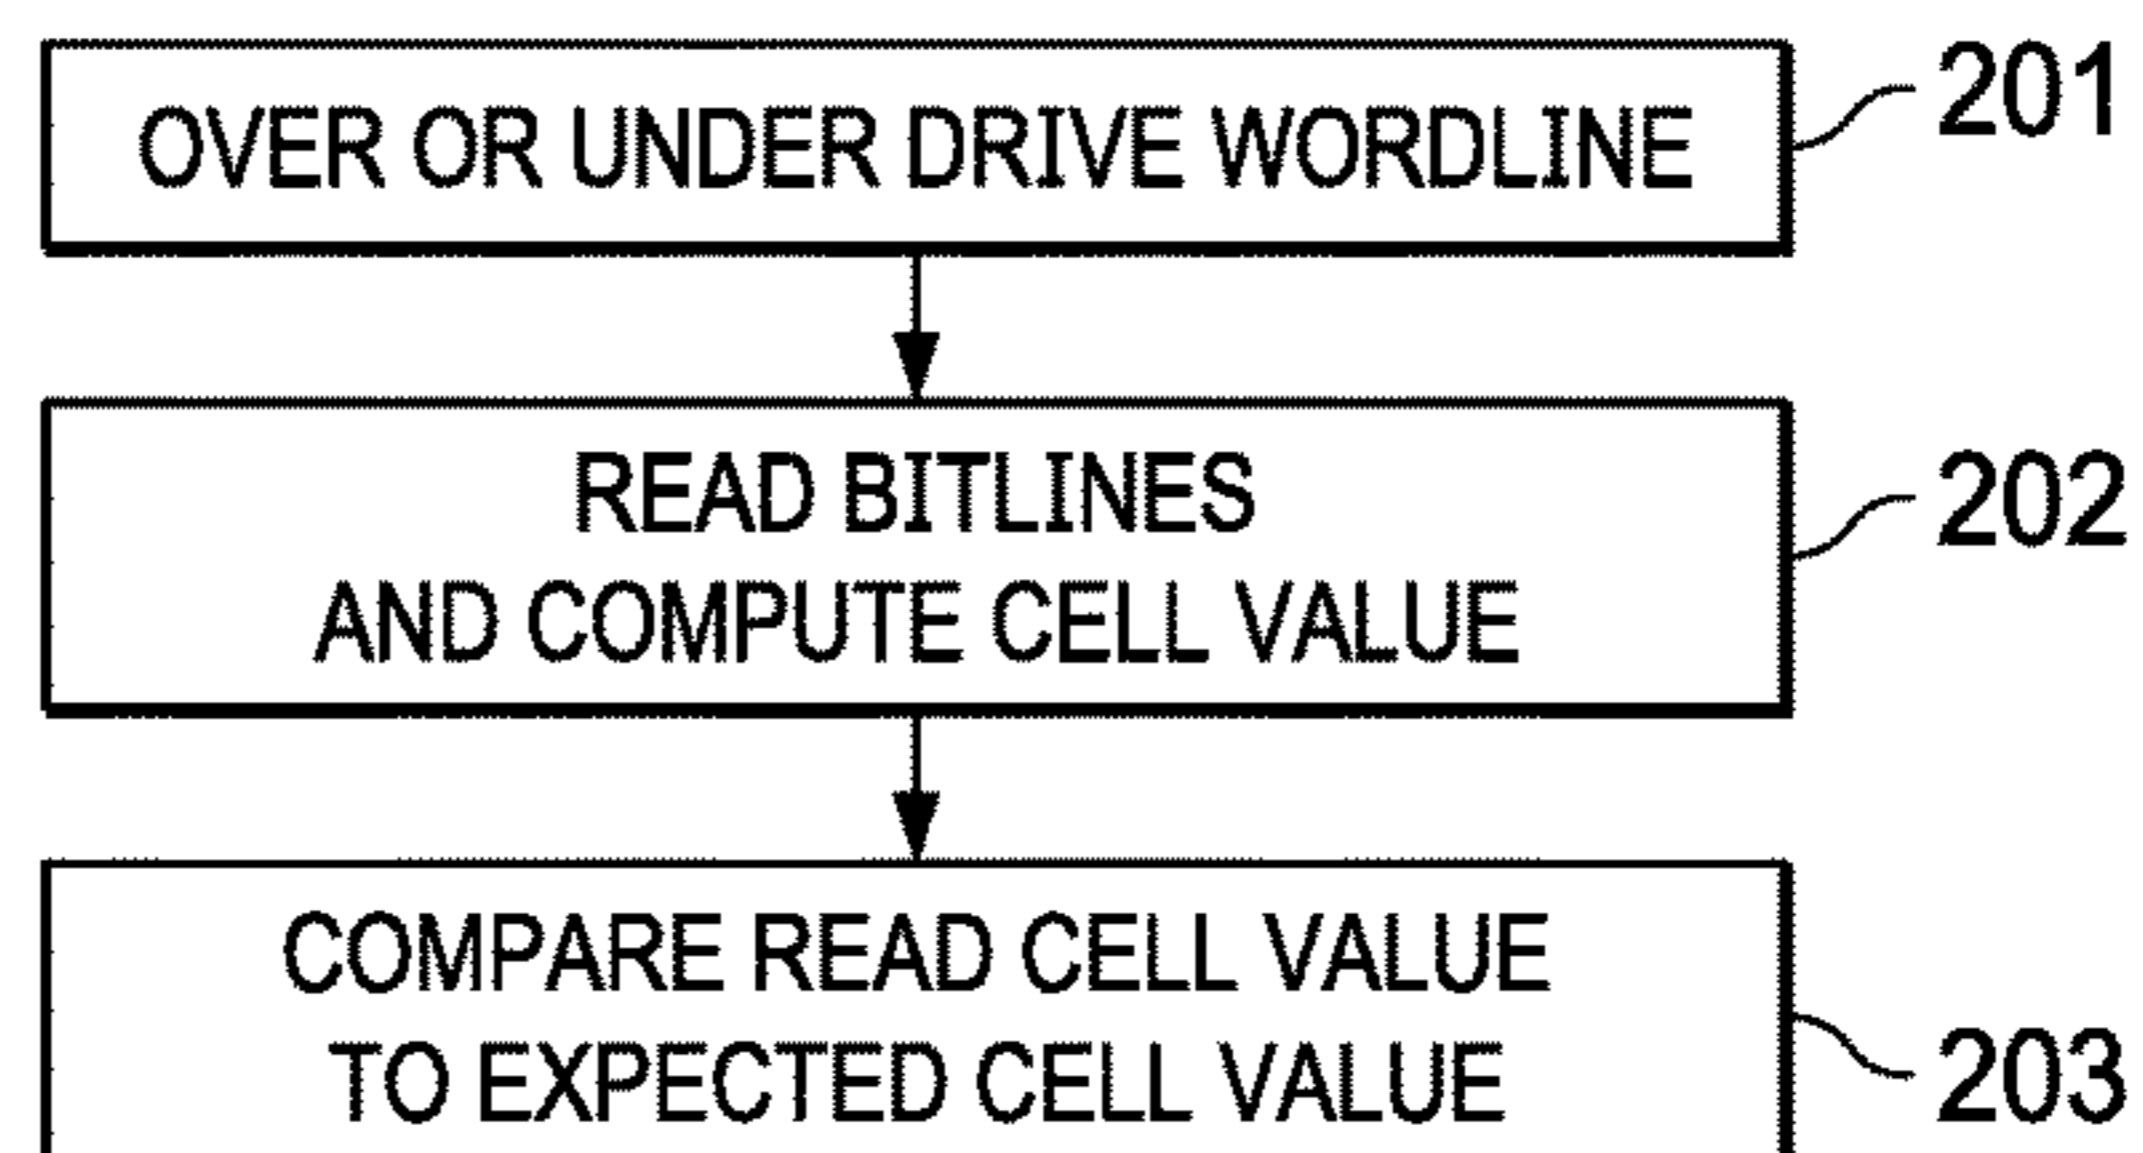 OVER OR UNDER DRIVE WORDLINE
201
READ BITLINES
AND COMPUTE CELL VALUE
202
COMPARE READ CELL VALUE
TO EXPECTED CELL VALUE
203